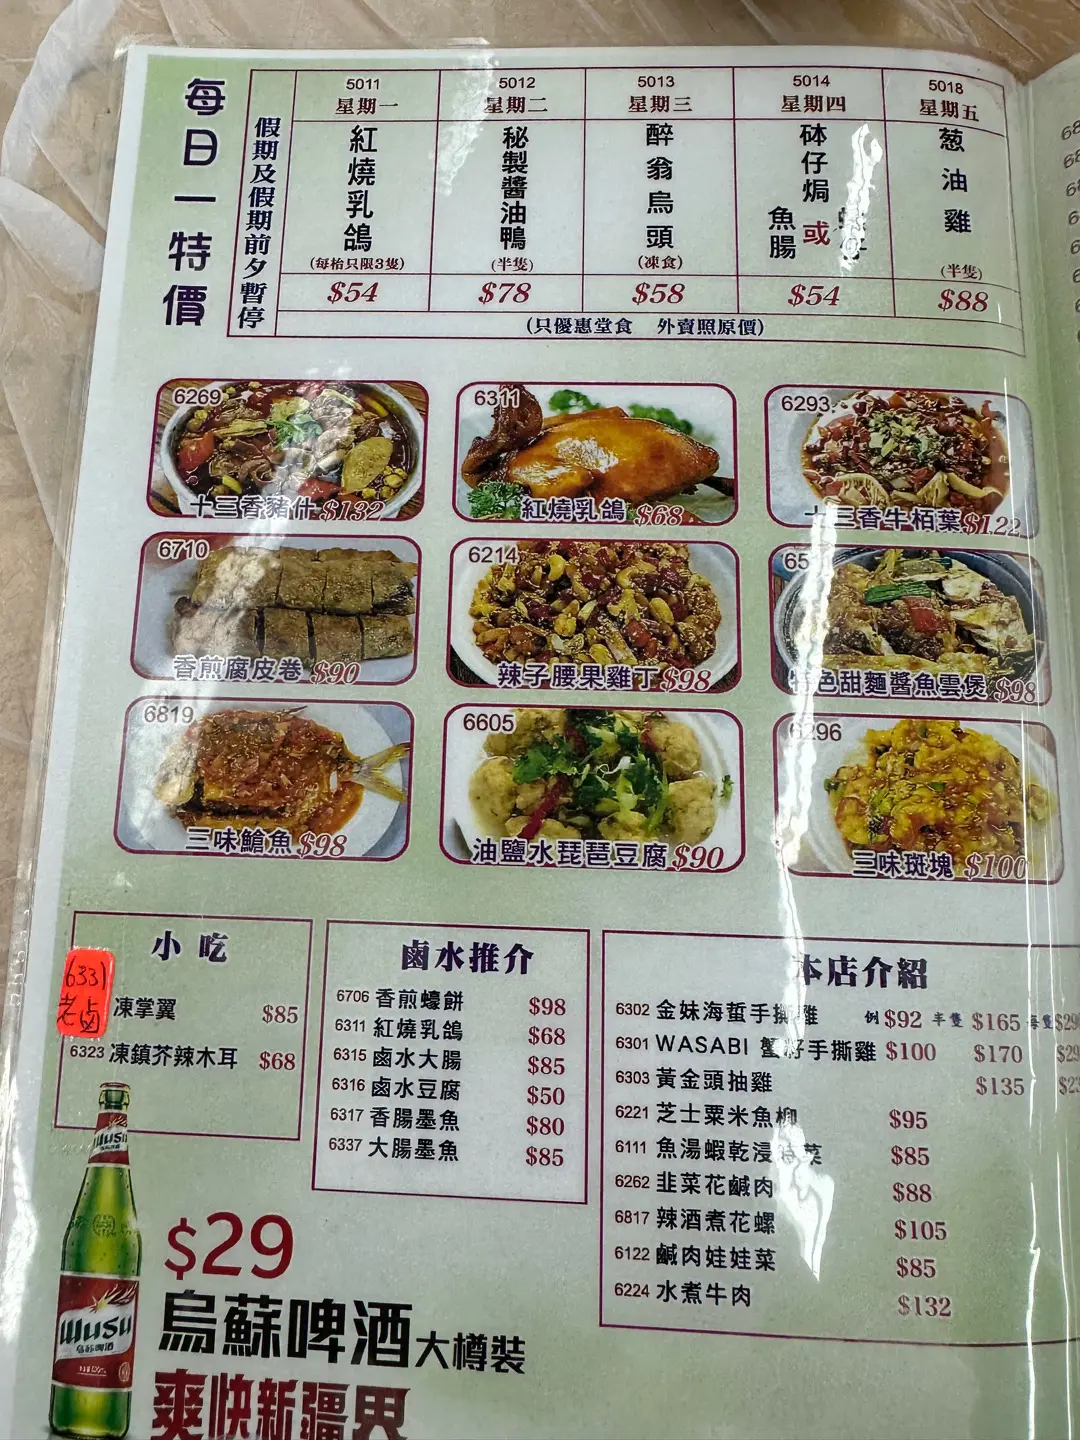 每日一特價
假期及假期前夕暫停
5011 5012 5013 5014 5018
星期一 星期二 星期三 星期四 星期五
紅燒乳鴿
(每枱只限3隻)
秘製醬油鴨
(半隻)
醉翁烏頭
(凍食)
砵仔焗
魚腸 或
葱油雞
(半隻)
$54 $78 $58 $54 $88
(只優惠堂食 外賣照原價)
6269
十三香豬什 $132
6311
紅燒乳鴿 $68
6293
十三香牛栢葉 $122
6710
香煎腐皮卷 $90
6214
辣子腰果雞丁 $98
特色甜麵醬魚雲煲 $98
6819
三味鱠魚 $98
6605
油鹽水琵琶豆腐 $90
6296
三味斑塊 $100
小吃
6331
老鹵
凍掌翼 $85
6323 凍鎮芥辣木耳 $68
鹵水推介
6706 香煎蠔餅 $98
6311 紅燒乳鴿 $68
6315 鹵水大腸 $85
6316 鹵水豆腐 $50
6317 香腸墨魚 $80
6337 大腸墨魚 $85
本店介紹
6302 金妹海蜇手撕雞 例 $92 半隻 $165 每隻
6301 WASABI 蟹籽手撕雞 $100 $170
6303 黃金頭抽雞 $135
6221 芝士粟米魚柳 $95
6111 魚湯蝦乾浸時菜 $85
6262 韭菜花鹹肉 $88
6817 辣酒煮花螺 $105
6122 鹹肉娃娃菜 $85
6224 水煮牛肉 $132
WUSU
WUSU
$29
烏蘇啤酒 大樽裝
爽快新疆界